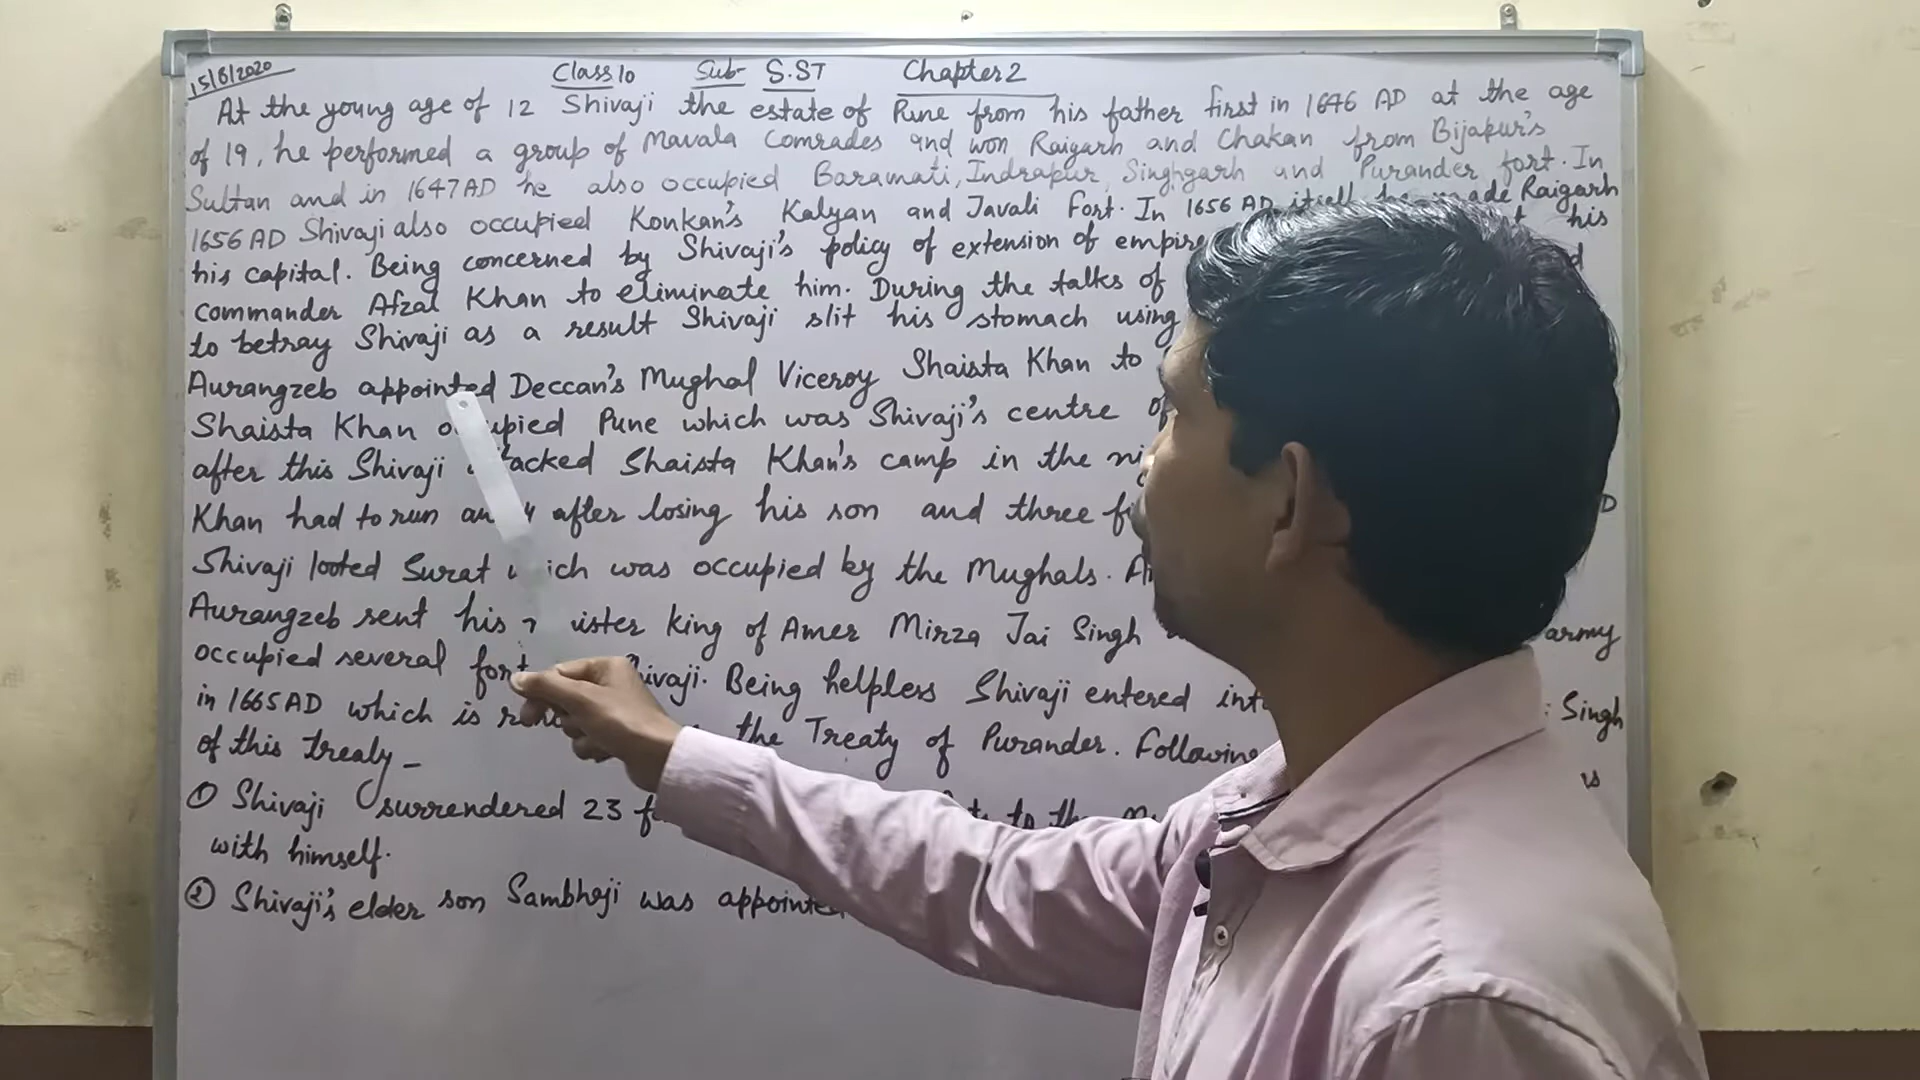 15/6/2020
Class 10 Sub- S.ST Chapter 2
At the young age of 12 Shivaji the estate of Pune from his father first in 1646 AD at the age
of 19, he performed a group of Mavala Comrades and won Raigarh and Chakan from Bijapur's
Sultan and in 1647 AD he also occupied Baramati, Indrapur, Singhgarh and Purander fort. In
1656 AD Shivaji also occupied Konkan's Kalyan and Javali Fort. In 1656 AD itself he made Raigarh
his capital. Being concerned by Shivaji's policy of extension of empire his
commander Afzal Khan to eliminate him. During the talks of
to betray Shivaji as a result Shivaji slit his stomach using
Aurangzeb appointed Deccan's Mughal Viceroy Shaista Khan to
Shaista Khan occupied Pune which was Shivaji's centre of
after this Shivaji attacked Shaista Khan's camp in the
Khan had to run away after losing his son and three
Shivaji looted Surat which was occupied by the Mughals.
Aurangzeb sent his king of Amer Mirza Jai Singh army
occupied several Shivaji. Being helpless Shivaji entered Singh
in 1665 AD which is the Treaty of Purander. Following is
of this treaty -
① Shivaji surrendered 23 to the
with himself.
② Shivaji's elder son Sambhoji was appointed